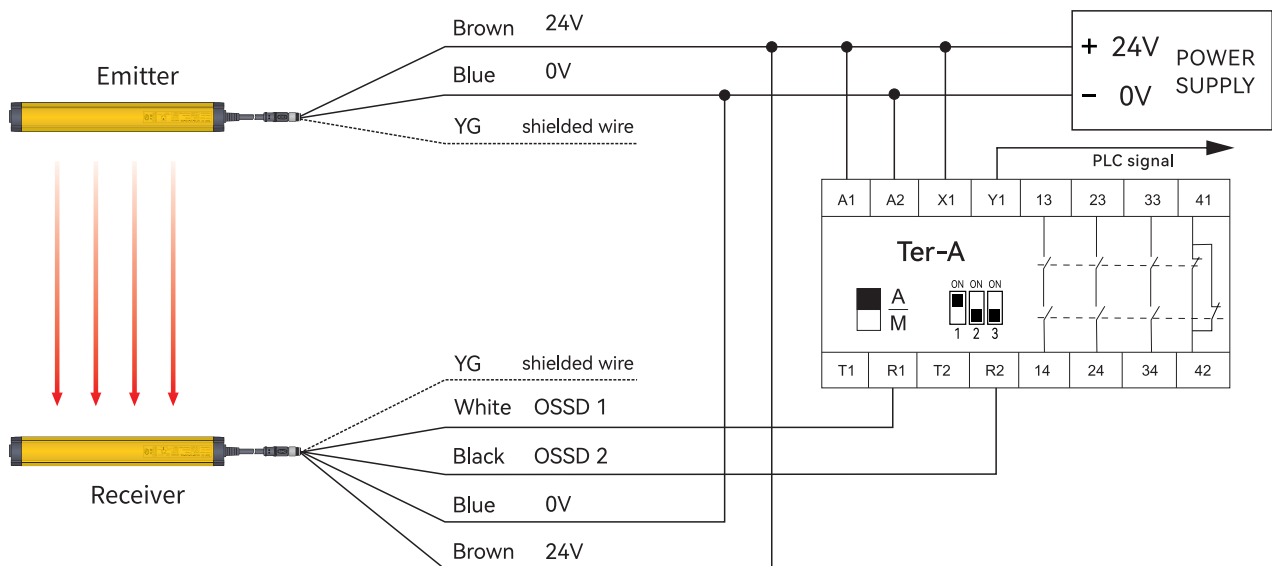 Brown 24V
Blue 0V
YG shielded wire
Emitter
+ 24V
− 0V
POWER
SUPPLY
PLC signal
A1 A2 X1 Y1 13 23 33 41
Ter-A
A
M
ON ON ON
1 2 3
T1 R1 T2 R2 14 24 34 42
YG shielded wire
White OSSD 1
Black OSSD 2
Blue 0V
Brown 24V
Receiver